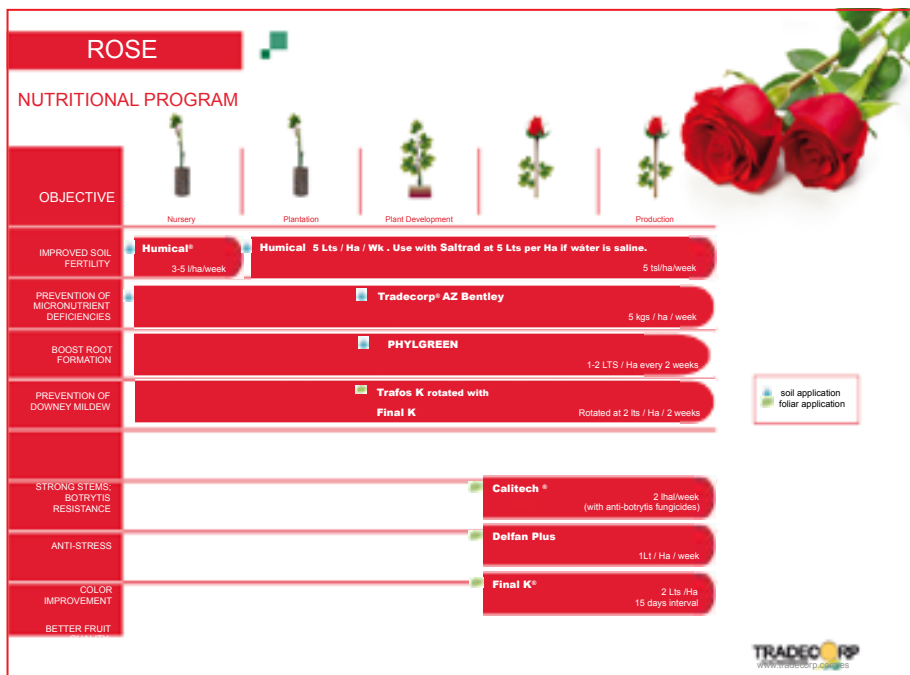 ROSE
NUTRITIONAL PROGRAM
OBJECTIVE
Nursery
Plantation
Plant Development
Production
IMPROVED SOIL
FERTILITY
Humical®
3-5 l/ha/week
Humical 5 Lts / Ha / Wk . Use with Saltrad at 5 Lts per Ha if wáter is saline.
5 tsl/ha/week
PREVENTION OF
MICRONUTRIENT
DEFICIENCIES
Tradecorp® AZ Bentley
5 kgs / ha / week
BOOST ROOT
FORMATION
PHYLGREEN
1-2 LTS / Ha every 2 weeks
PREVENTION OF
DOWNEY MILDEW
Trafos K rotated with
Final K
Rotated at 2 lts / Ha / 2 weeks
soil application
foliar application
STRONG STEMS;
BOTRYTIS
RESISTANCE
Calitech ®
2 lhal/week
(with anti-botrytis fungicides)
ANTI-STRESS
Delfan Plus
1Lt / Ha / week
COLOR
IMPROVEMENT
Final K®
2 Lts /Ha
15 days interval
BETTER FRUIT
TRADECORP